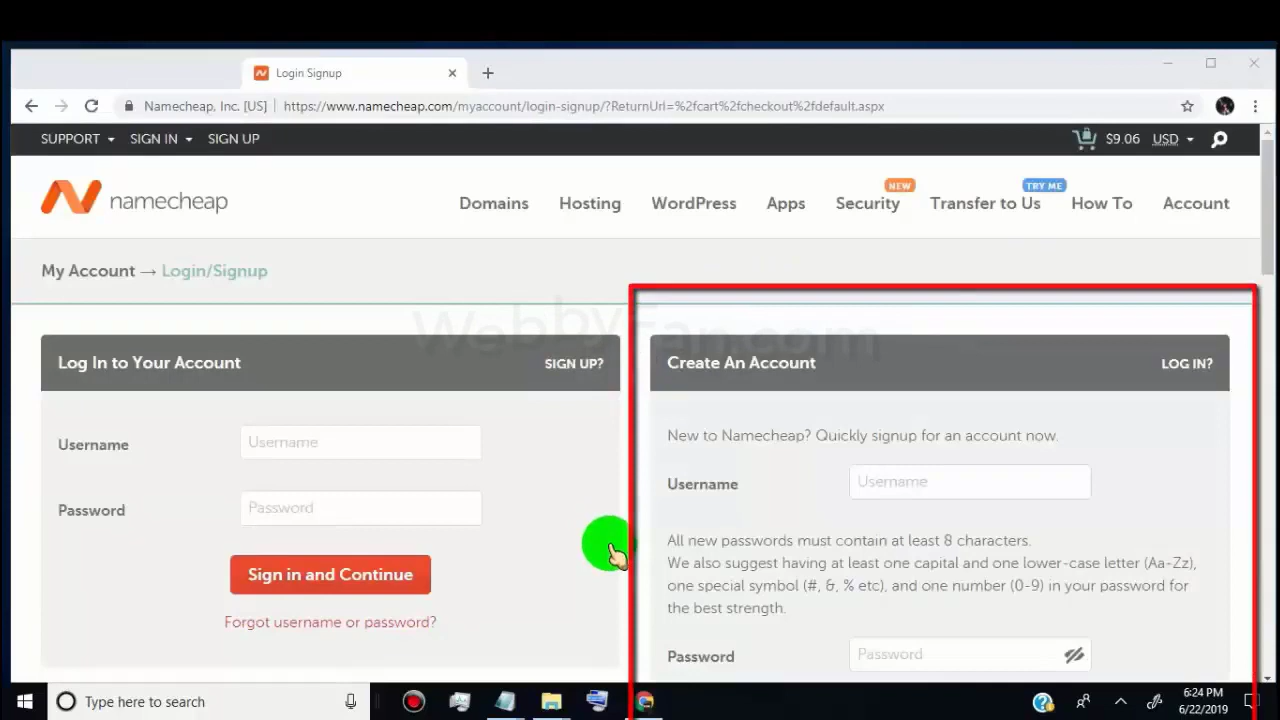 Login Signup
Namecheap, Inc. [US] | https://www.namecheap.com/myaccount/login-signup/?ReturnUrl=%2fcart%2fcheckout%2fdefault.aspx
SUPPORT SIGN IN SIGN UP $9.06 USD
NEW TRY ME
namecheap Domains Hosting WordPress Apps Security Transfer to Us How To Account
My Account → Login/Signup
WebbyFan.com
Log In to Your Account SIGN UP?
Username Username
Password Password
Sign in and Continue
Forgot username or password?
Create An Account LOG IN?
New to Namecheap? Quickly signup for an account now.
Username Username
All new passwords must contain at least 8 characters.
We also suggest having at least one capital and one lower-case letter (Aa-Zz),
one special symbol (#, &, % etc), and one number (0-9) in your password for
the best strength.
Password Password
Type here to search
6:24 PM
6/22/2019